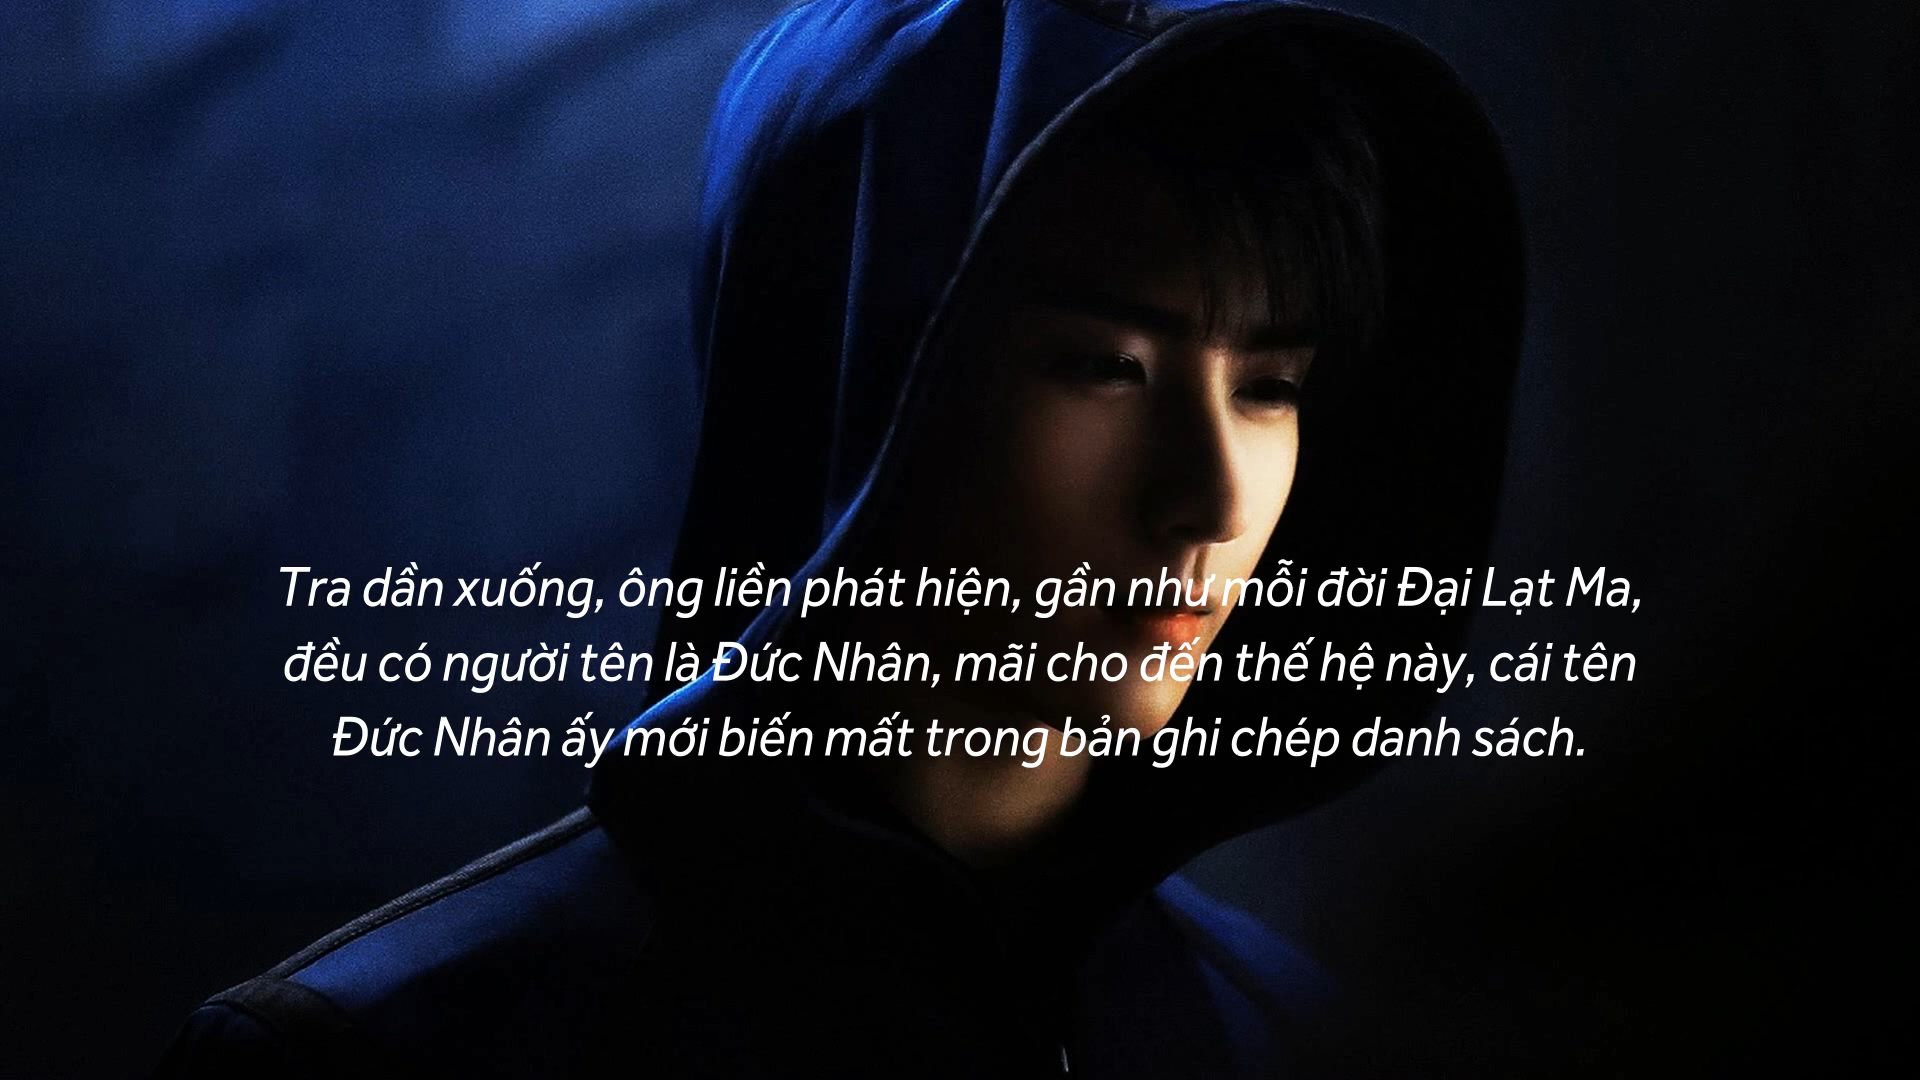 Tra dần xuống, ông liền phát hiện, gần như mỗi đời Đại Lạt Ma,
đều có người tên là Đức Nhân, mãi cho đến thế hệ này, cái tên
Đức Nhân ấy mới biến mất trong bản ghi chép danh sách.